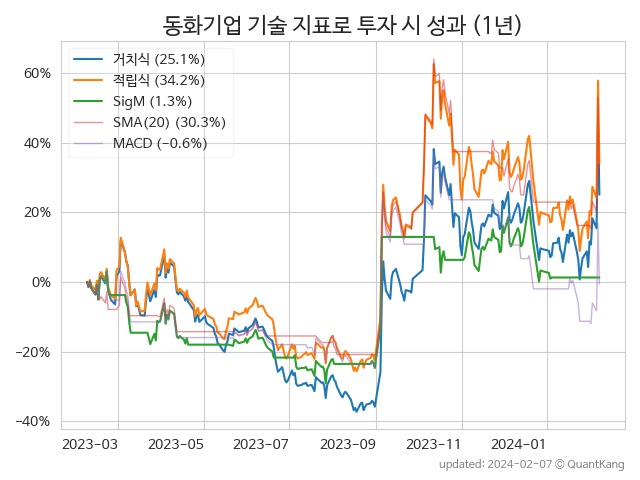 동화기업 기술 지표로 투자 시 성과 (1년)
거치식 (25.1%)
적립식 (34.2%)
SigM (1.3%)
SMA(20) (30.3%)
MACD (−0.6%)
60%
40%
20%
0%
−20%
−40%
2023−03 2023−05 2023−07 2023−09 2023−11 2024−01
updated: 2024−02−07 © QuantKang